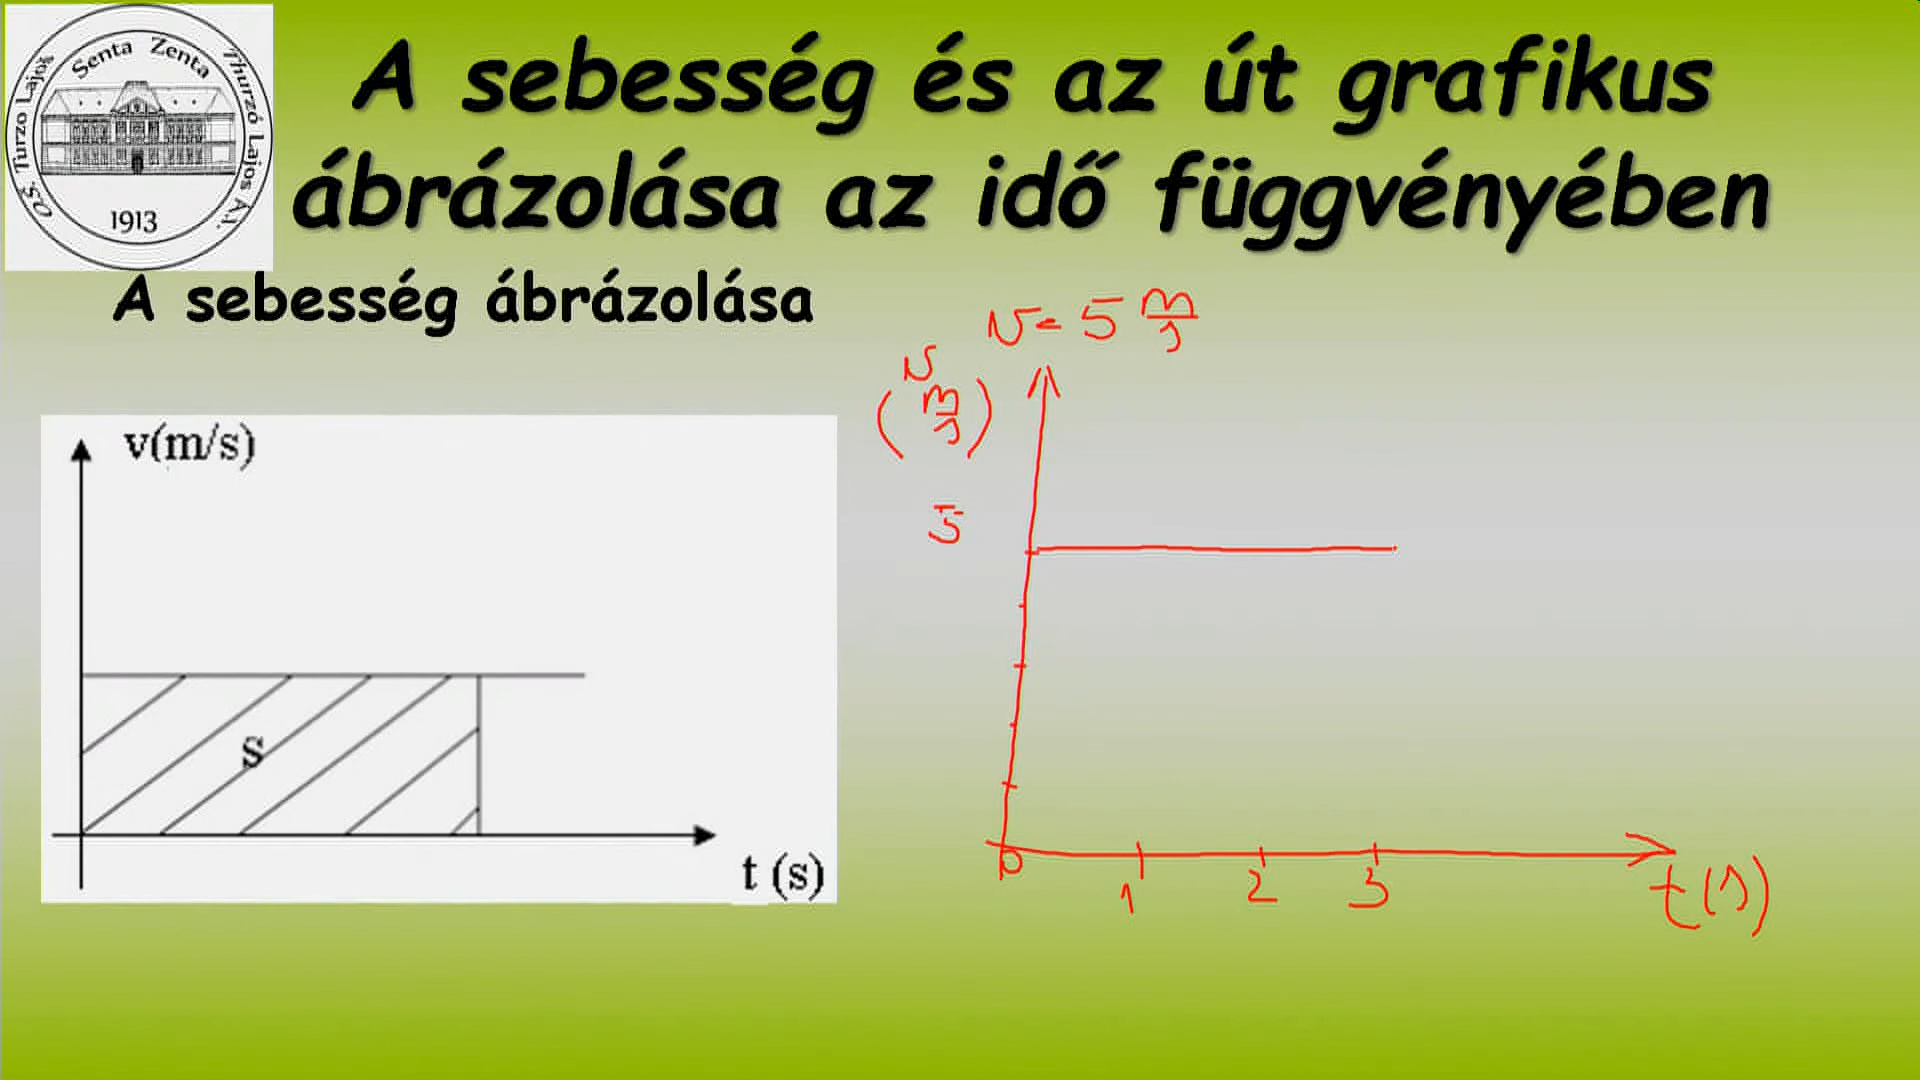 Senta Zenta
O.Š. Turzo Lajoš
Thurzó Lajos Á.I.
1913
A sebesség és az út grafikus
ábrázolása az idő függvényében
A sebesség ábrázolása
v(m/s)
s
t (s)
v = 5 m/s
v
(m/s)
5
0 1 2 3
t(s)